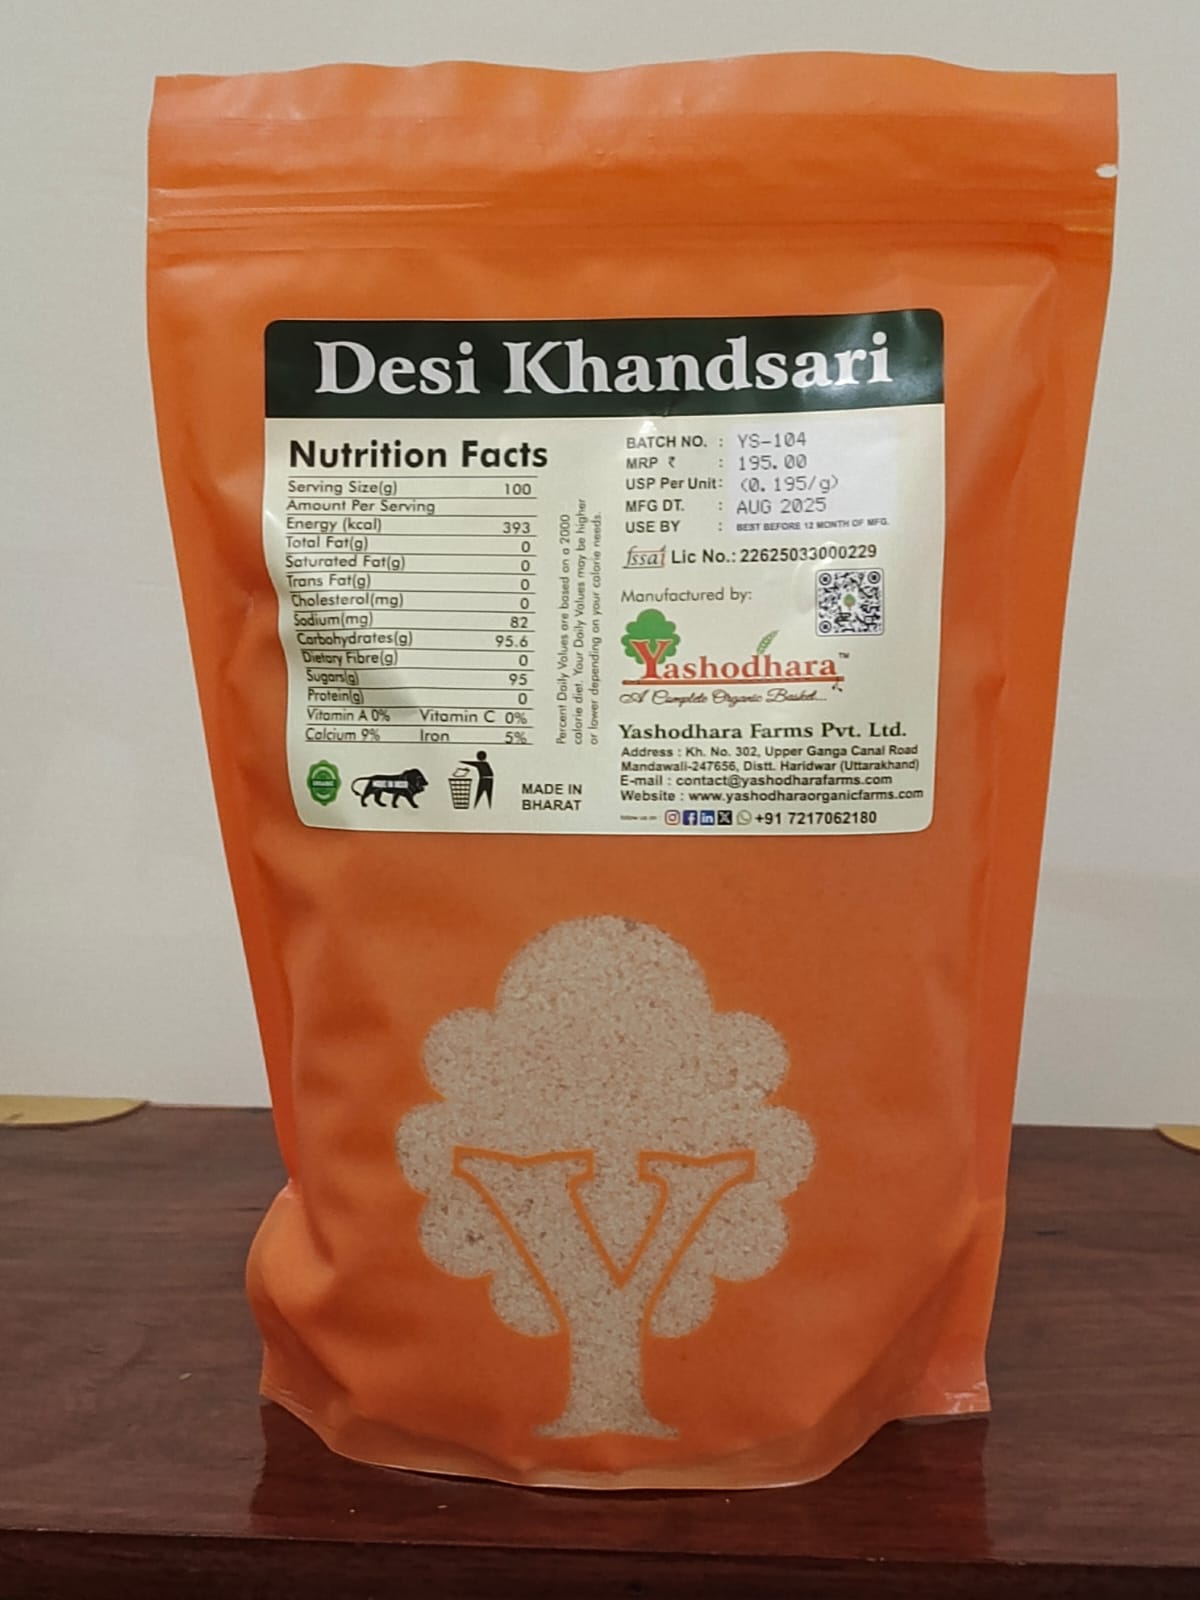 Desi Khandsari
Nutrition Facts
Serving Size(g) 100
Amount Per Serving
Energy (kcal) 393
Total Fat(g) 0
Saturated Fat(g) 0
Trans Fat(g) 0
Cholesterol(mg) 0
Sodium(mg) 82
Carbohydrates(g) 95.6
Dietary Fibre(g) 0
Sugars(g) 95
Protein(g) 0
Vitamin A 0% Vitamin C 0%
Calcium 9% Iron 5%
Percent Daily Values are based on a 2000
calorie diet. Your Daily Values may be higher
or lower depending on your calorie needs.
MADE IN
BHARAT
BATCH NO. : YS-104
MRP ₹ : 195.00
USP Per Unit: (0.195/g)
MFG DT. : AUG 2025
USE BY : BEST BEFORE 12 MONTH OF MFG.
fssai Lic No.: 22625033000229
Manufactured by:
Yashodhara™
A Complete Organic Basket...
Yashodhara Farms Pvt. Ltd.
Address : Kh. No. 302, Upper Ganga Canal Road
Mandawali-247656, Distt. Haridwar (Uttarakhand)
E-mail : contact@yashodharafarms.com
Website : www.yashodharaorganicfarms.com
follow us on : +91 7217062180
Y